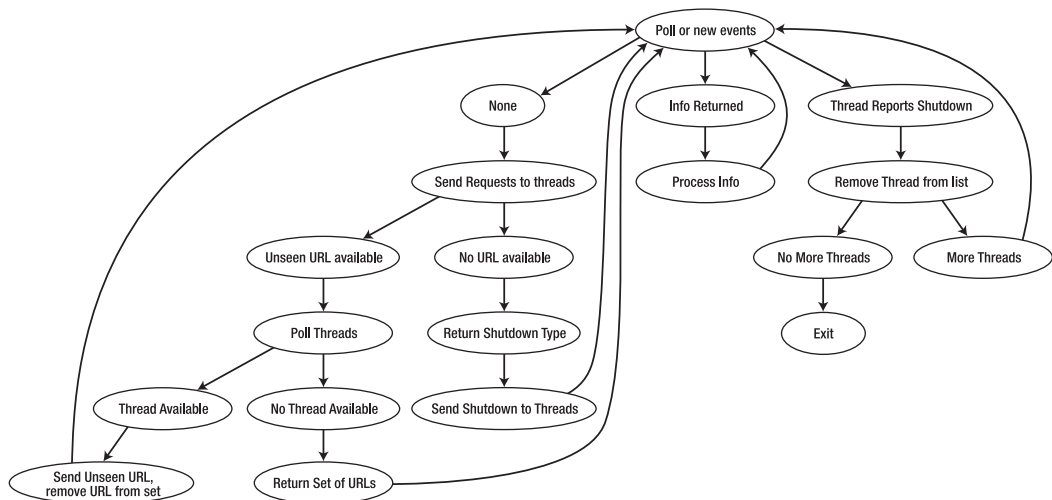 Poll or new events
None
Info Returned
Thread Reports Shutdown
Send Requests to threads
Process Info
Remove Thread from list
Unseen URL available
No URL available
No More Threads
More Threads
Poll Threads
Return Shutdown Type
Exit
Thread Available
No Thread Available
Send Shutdown to Threads
Send Unseen URL,
remove URL from set
Return Set of URLs